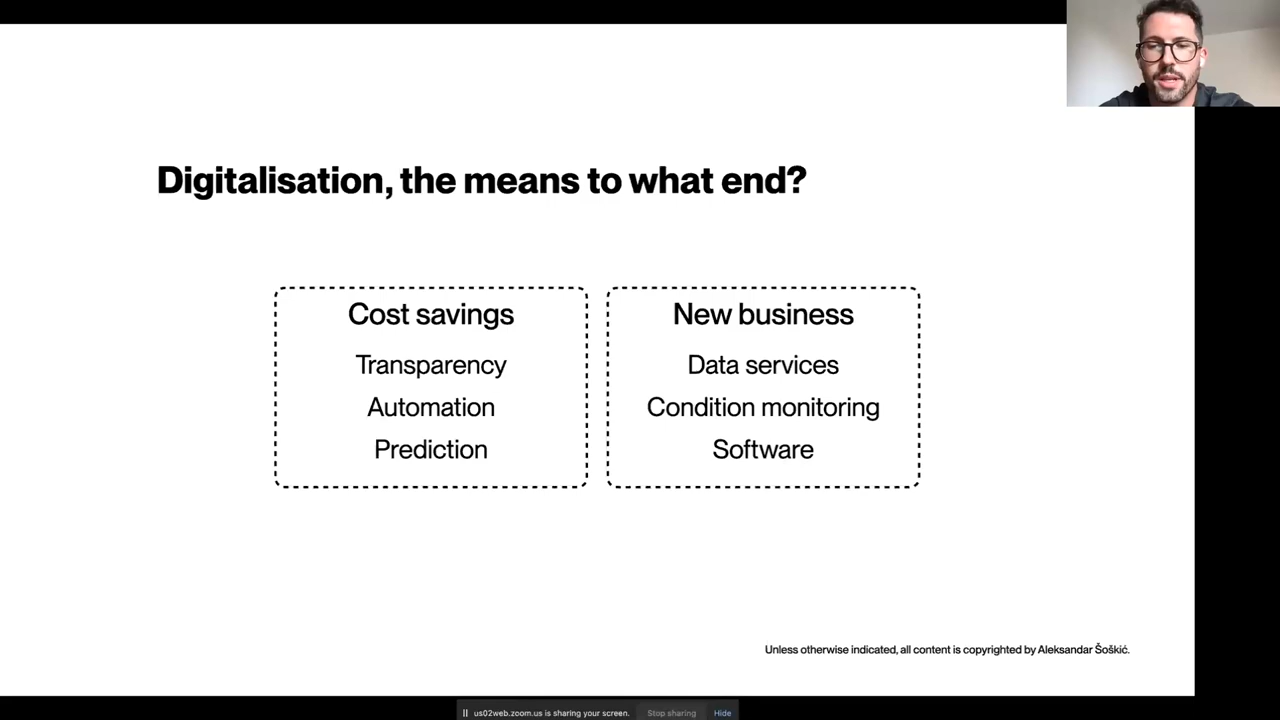 Digitalisation, the means to what end?
Cost savings
Transparency
Automation
Prediction
New business
Data services
Condition monitoring
Software
Unless otherwise indicated, all content is copyrighted by Aleksandar Šoškić.
us02web.zoom.us is sharing your screen.
Stop sharing
Hide